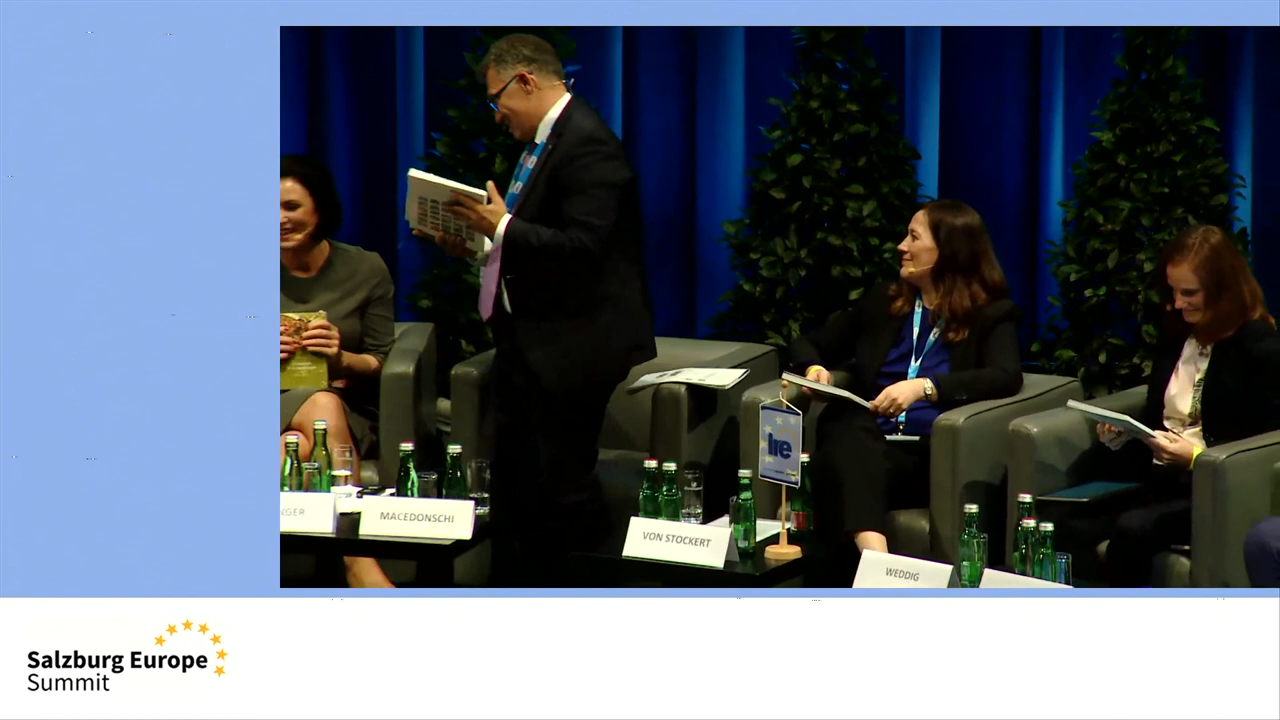 NGER
MACEDONSCHI
VON STOCKERT
Ire
WEDDIG
Salzburg Europe
Summit